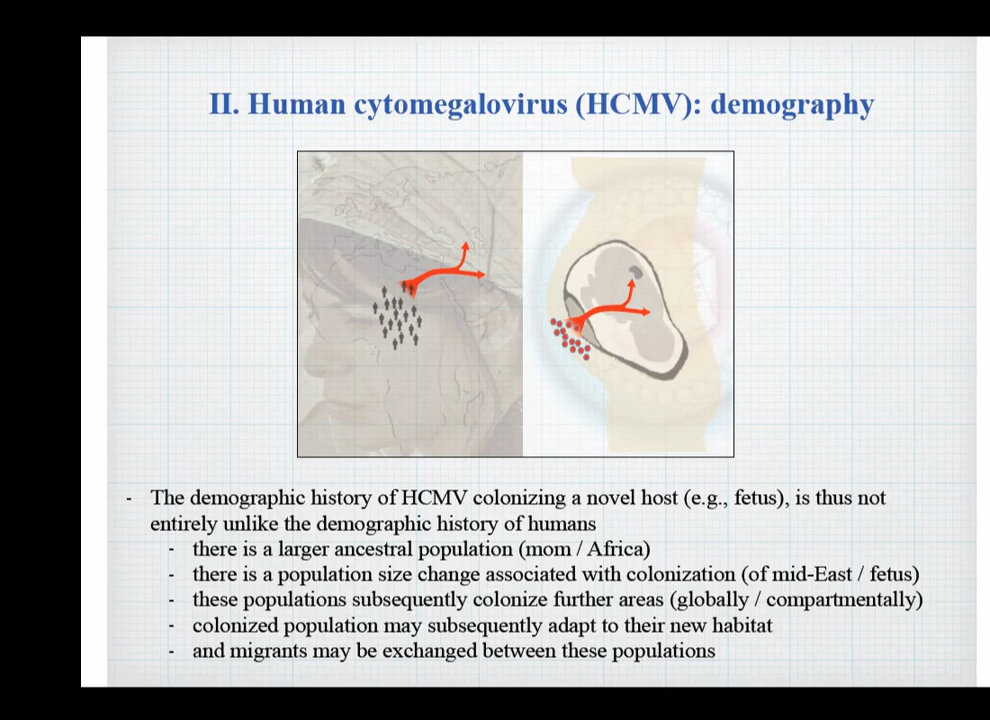 II. Human cytomegalovirus (HCMV): demography
- The demographic history of HCMV colonizing a novel host (e.g., fetus), is thus not
entirely unlike the demographic history of humans
- there is a larger ancestral population (mom / Africa)
- there is a population size change associated with colonization (of mid-East / fetus)
- these populations subsequently colonize further areas (globally / compartmentally)
- colonized population may subsequently adapt to their new habitat
- and migrants may be exchanged between these populations